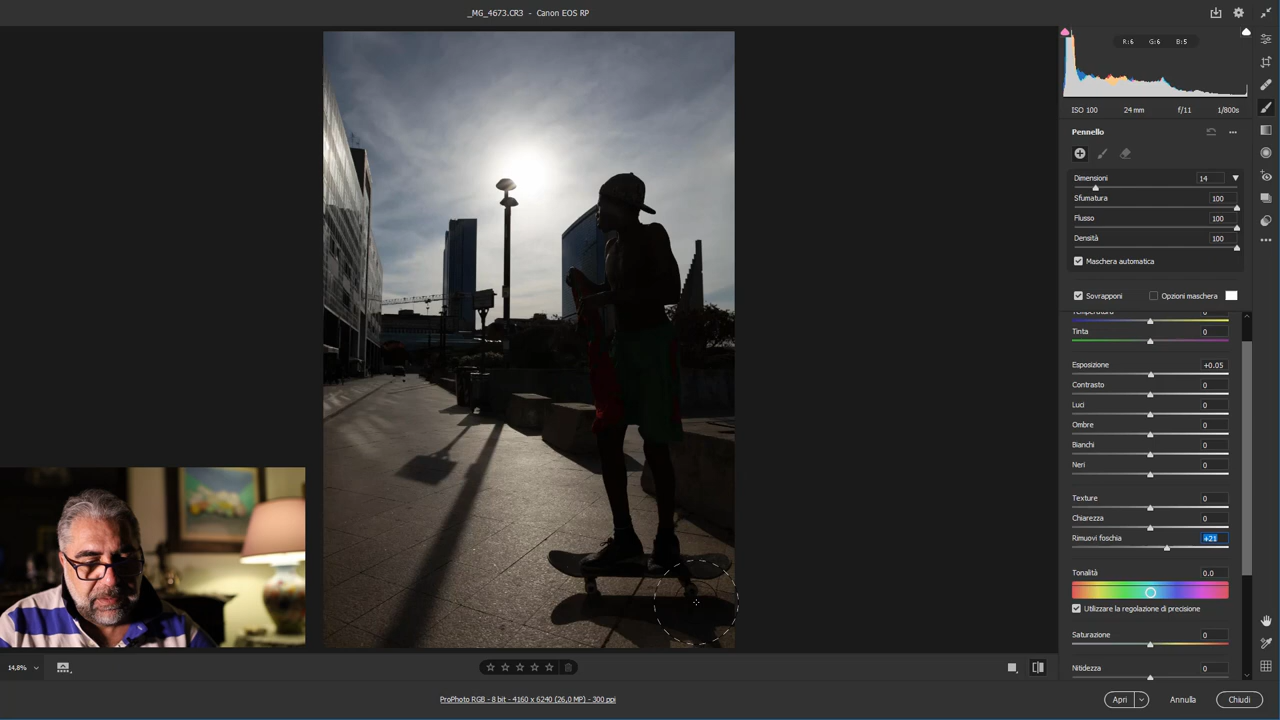 _MG_4673.CR3 - Canon EOS RP
R:6 G:6 B:5
ISO 100 24 mm f/11 1/800s
Pennello
Dimensioni 14
Sfumatura 100
Flusso 100
Densità 100
Maschera automatica
Sovrapponi Opzioni maschera
Temperatura 0
Tinta 0
Esposizione +0.05
Contrasto 0
Luci 0
Ombre 0
Bianchi 0
Neri 0
Texture 0
Chiarezza 0
Rimuovi foschia +21
Tonalità 0.0
Utilizzare la regolazione di precisione
Saturazione 0
Nitidezza 0
14,8%
ProPhoto RGB - 8 bit - 4160 x 6240 (26,0 MP) - 300 ppi
Apri Annulla Chiudi